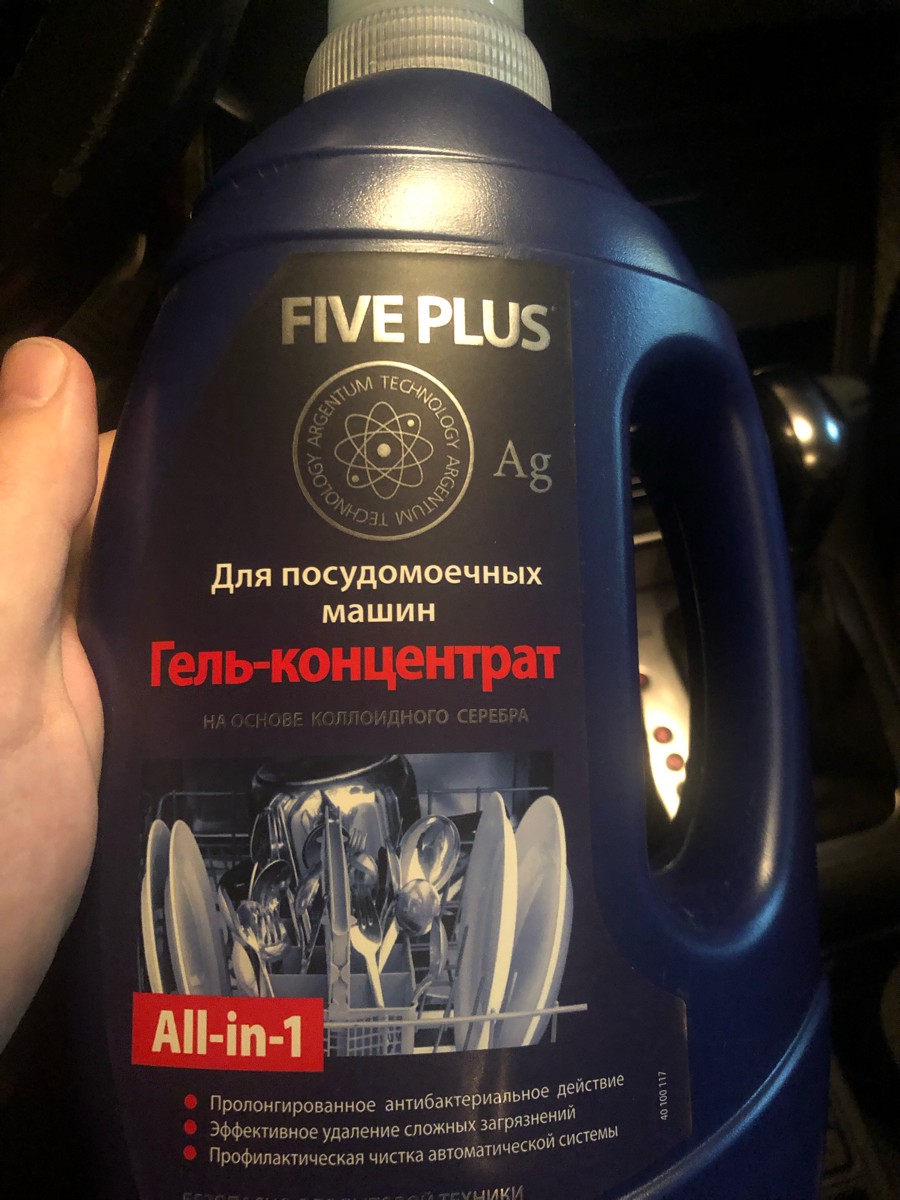 FIVE PLUS
ARGENTUM TECHNOLOGY ARGENTUM TECHNOLOGY
Ag
Для посудомоечных
машин
Гель-концентрат
НА ОСНОВЕ КОЛЛОИДНОГО СЕРЕБРА
All-in-1
Пролонгированное антибактериальное действие
Эффективное удаление сложных загрязнений
Профилактическая чистка автоматической системы
40 100 117
ТЕХНИКИ